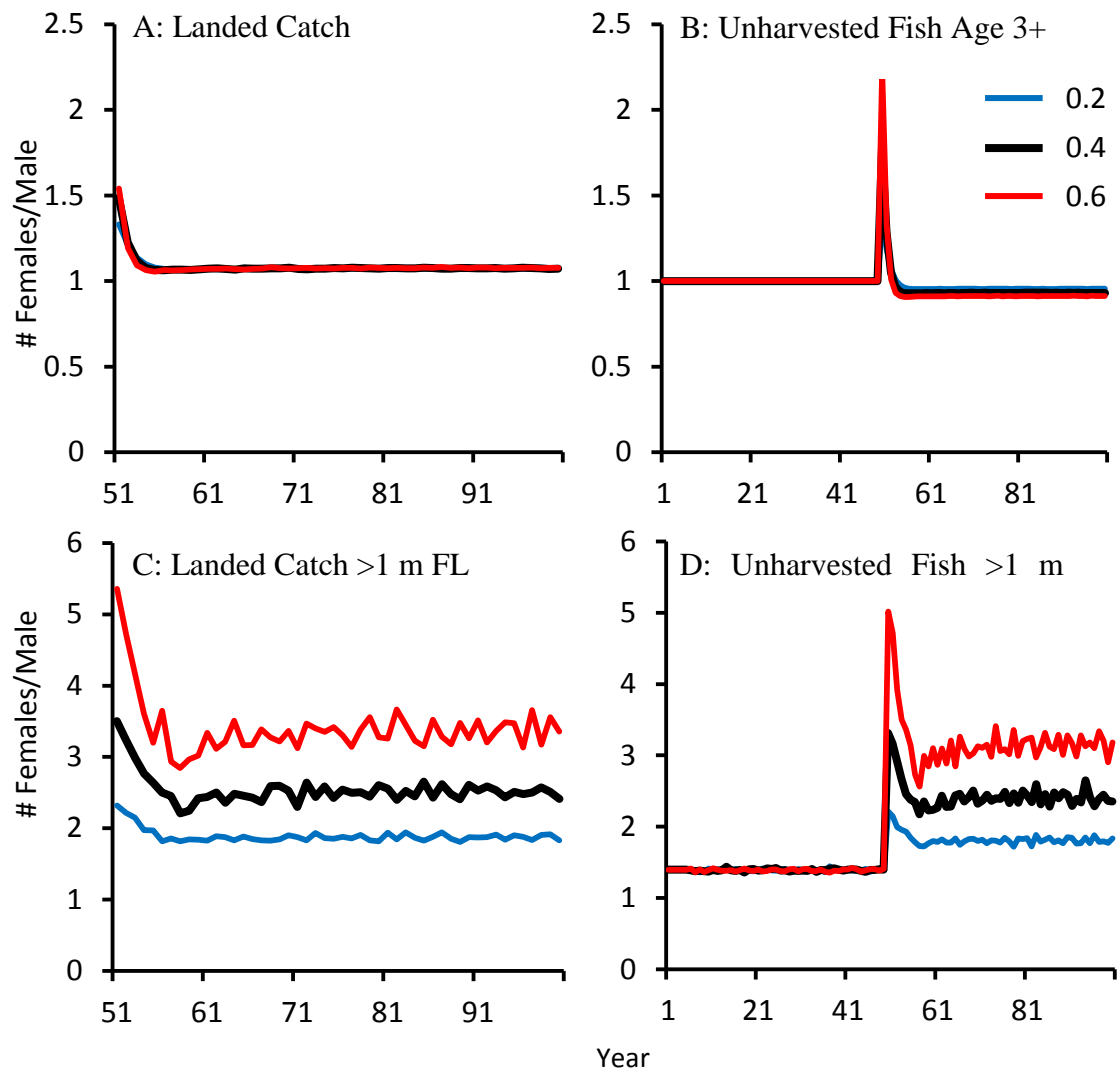 A: Landed Catch
# Females/Male
2.5
2
1.5
1
0.5
0
51 61 71 81 91
B: Unharvested Fish Age 3+
0.2
0.4
0.6
2.5
2
1.5
1
0.5
0
1 21 41 61 81
C: Landed Catch >1 m FL
# Females/Male
6
5
4
3
2
1
0
51 61 71 81 91
D: Unharvested Fish >1 m
6
5
4
3
2
1
0
1 21 41 61 81
Year